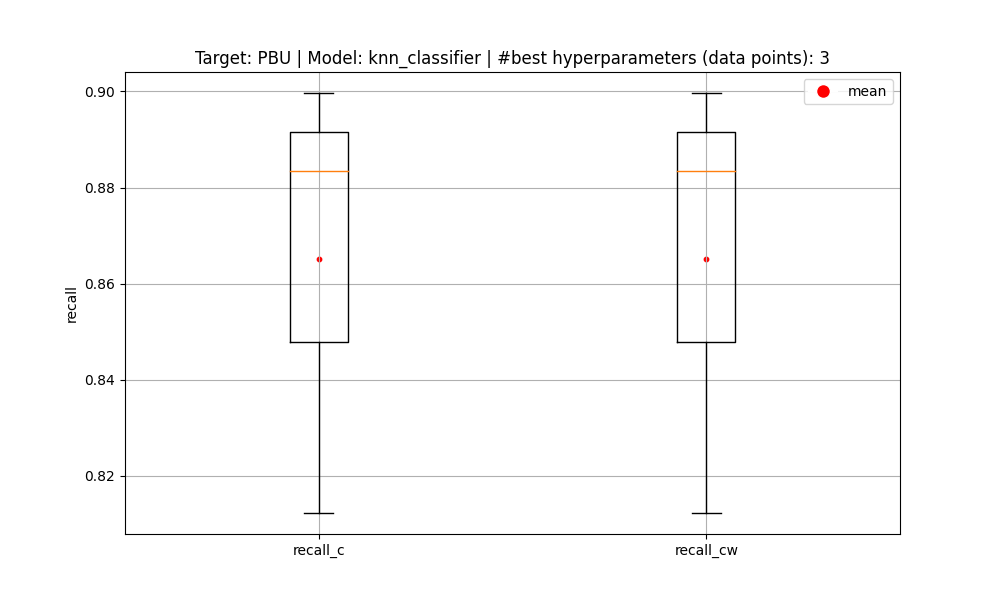 Target: PBU | Model: knn_classifier | #best hyperparameters (data points): 3
mean
0.90
0.88
0.86
0.84
0.82
recall
recall_c
recall_cw